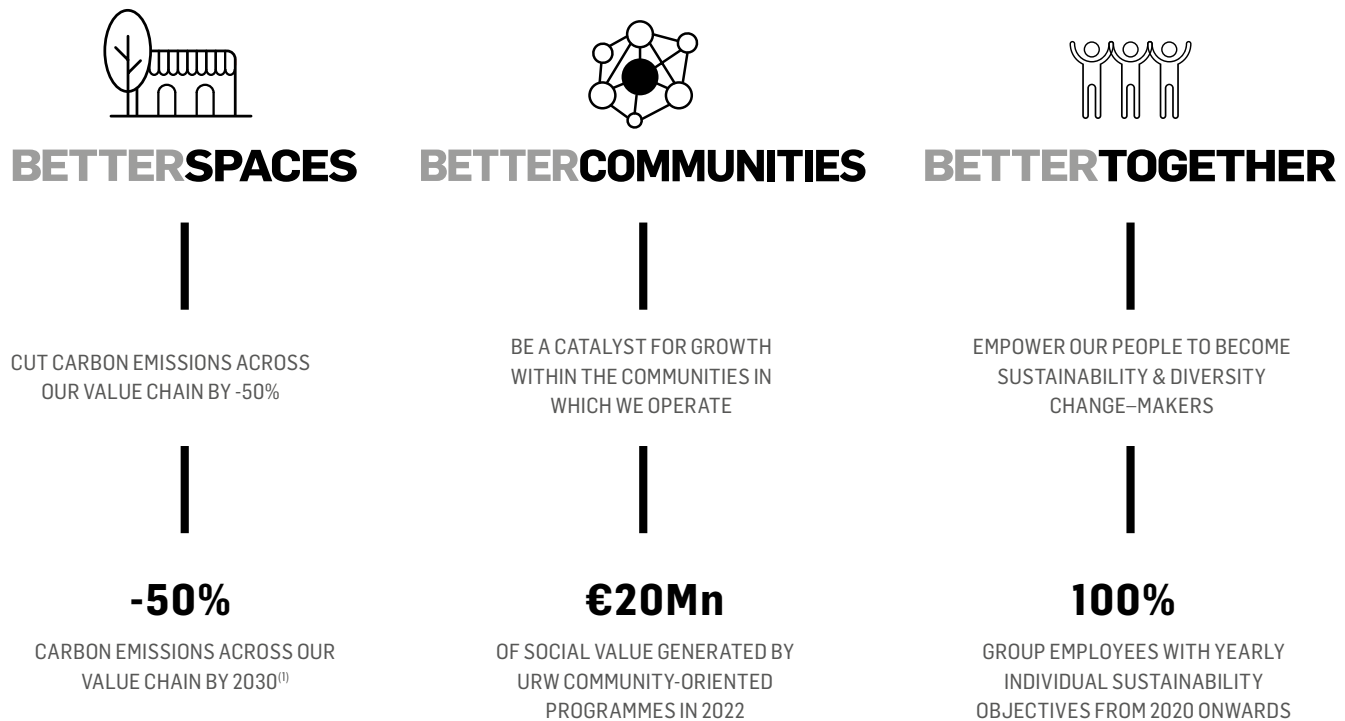 BETTERSPACES
CUT CARBON EMISSIONS ACROSS
OUR VALUE CHAIN BY -50%
-50%
CARBON EMISSIONS ACROSS OUR
VALUE CHAIN BY 2030(1)
BETTERCOMMUNITIES
BE A CATALYST FOR GROWTH
WITHIN THE COMMUNITIES IN
WHICH WE OPERATE
€20Mn
OF SOCIAL VALUE GENERATED BY
URW COMMUNITY-ORIENTED
PROGRAMMES IN 2022
BETTERTOGETHER
EMPOWER OUR PEOPLE TO BECOME
SUSTAINABILITY & DIVERSITY
CHANGE–MAKERS
100%
GROUP EMPLOYEES WITH YEARLY
INDIVIDUAL SUSTAINABILITY
OBJECTIVES FROM 2020 ONWARDS